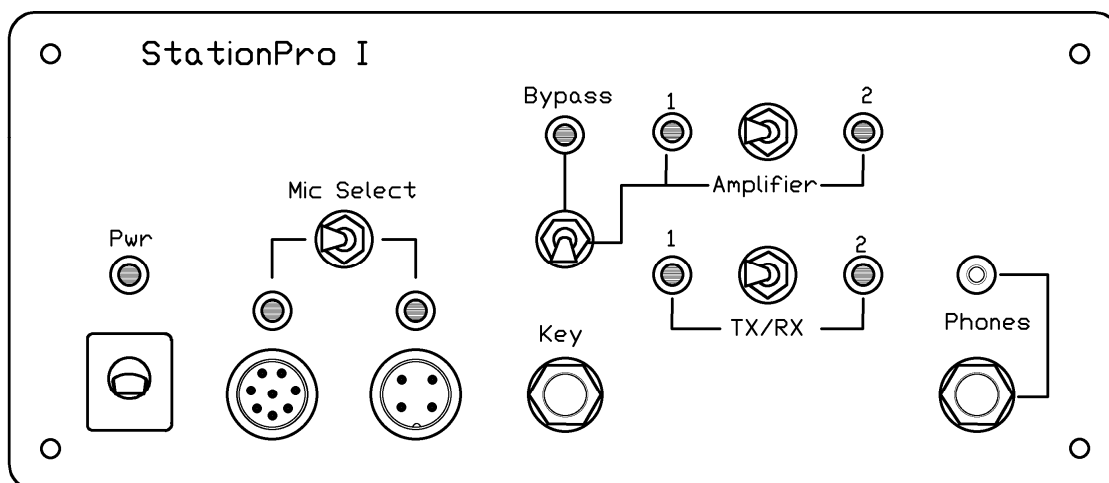 StationPro I
Bypass
1
2
Mic Select
Amplifier
Pwr
1
2
Key
TX/RX
Phones